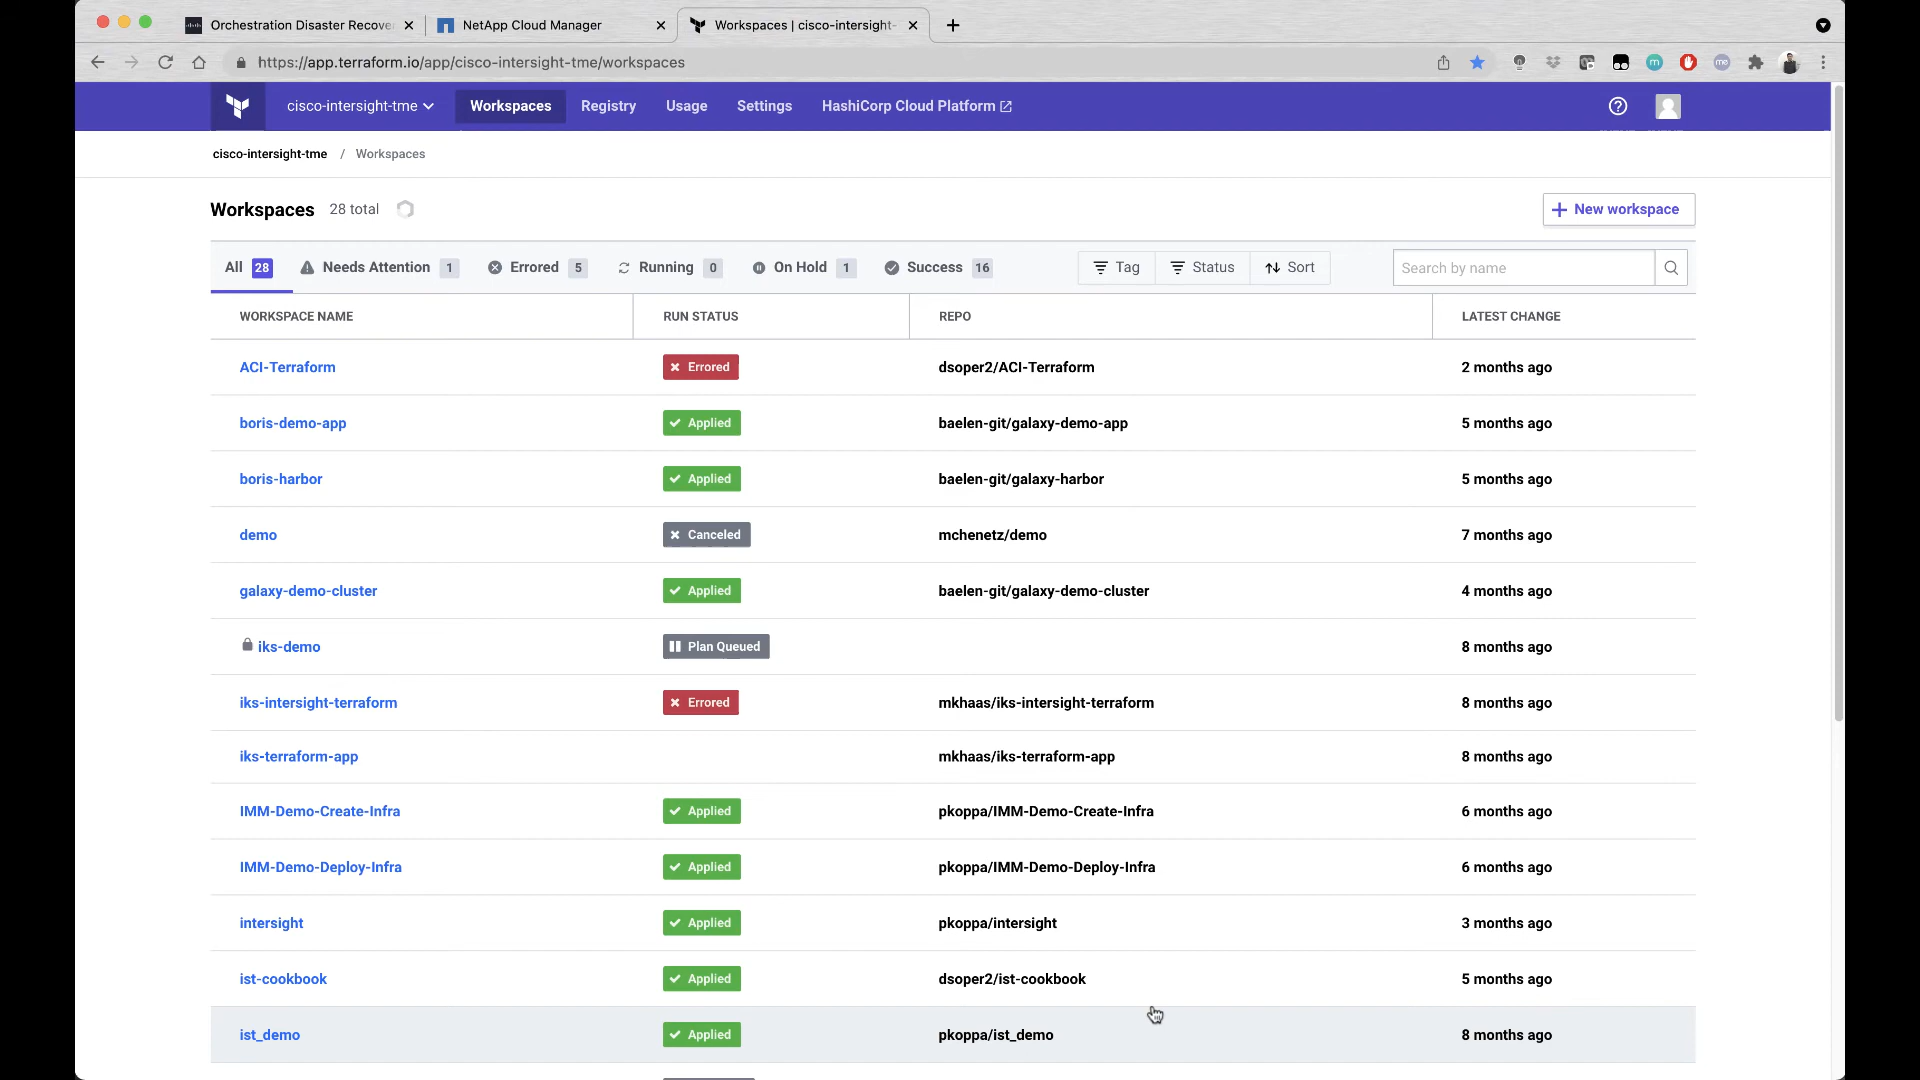 Orchestration Disaster Recove
NetApp Cloud Manager
Workspaces | cisco-intersight-
https://app.terraform.io/app/cisco-intersight-tme/workspaces
cisco-intersight-tme
Workspaces
Registry
Usage
Settings
HashiCorp Cloud Platform
cisco-intersight-tme / Workspaces
Workspaces 28 total
+ New workspace
All 28
Needs Attention 1
Errored 5
Running 0
On Hold 1
Success 16
Tag
Status
Sort
Search by name
WORKSPACE NAME RUN STATUS REPO LATEST CHANGE
ACI-Terraform Errored dsoper2/ACI-Terraform 2 months ago
boris-demo-app Applied baelen-git/galaxy-demo-app 5 months ago
boris-harbor Applied baelen-git/galaxy-harbor 5 months ago
demo Canceled mchenetz/demo 7 months ago
galaxy-demo-cluster Applied baelen-git/galaxy-demo-cluster 4 months ago
iks-demo Plan Queued 8 months ago
iks-intersight-terraform Errored mkhaas/iks-intersight-terraform 8 months ago
iks-terraform-app mkhaas/iks-terraform-app 8 months ago
IMM-Demo-Create-Infra Applied pkoppa/IMM-Demo-Create-Infra 6 months ago
IMM-Demo-Deploy-Infra Applied pkoppa/IMM-Demo-Deploy-Infra 6 months ago
intersight Applied pkoppa/intersight 3 months ago
ist-cookbook Applied dsoper2/ist-cookbook 5 months ago
ist_demo Applied pkoppa/ist_demo 8 months ago